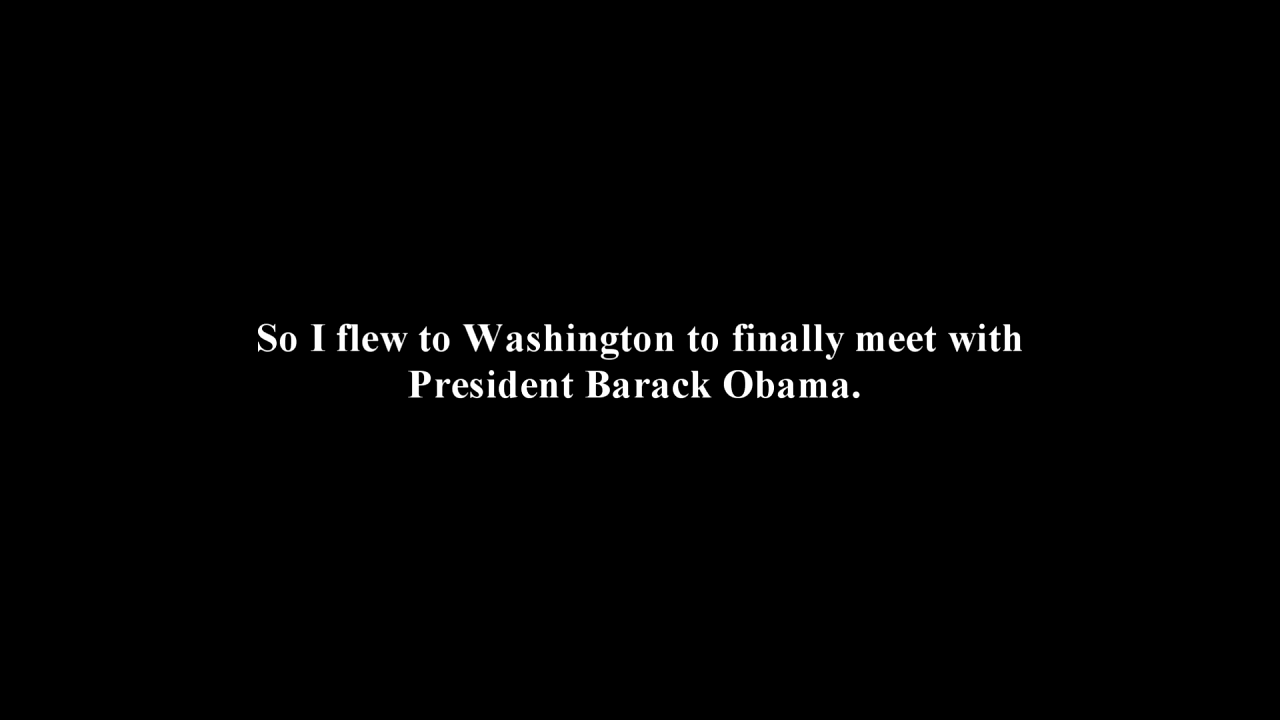 So I flew to Washington to finally meet with
President Barack Obama.